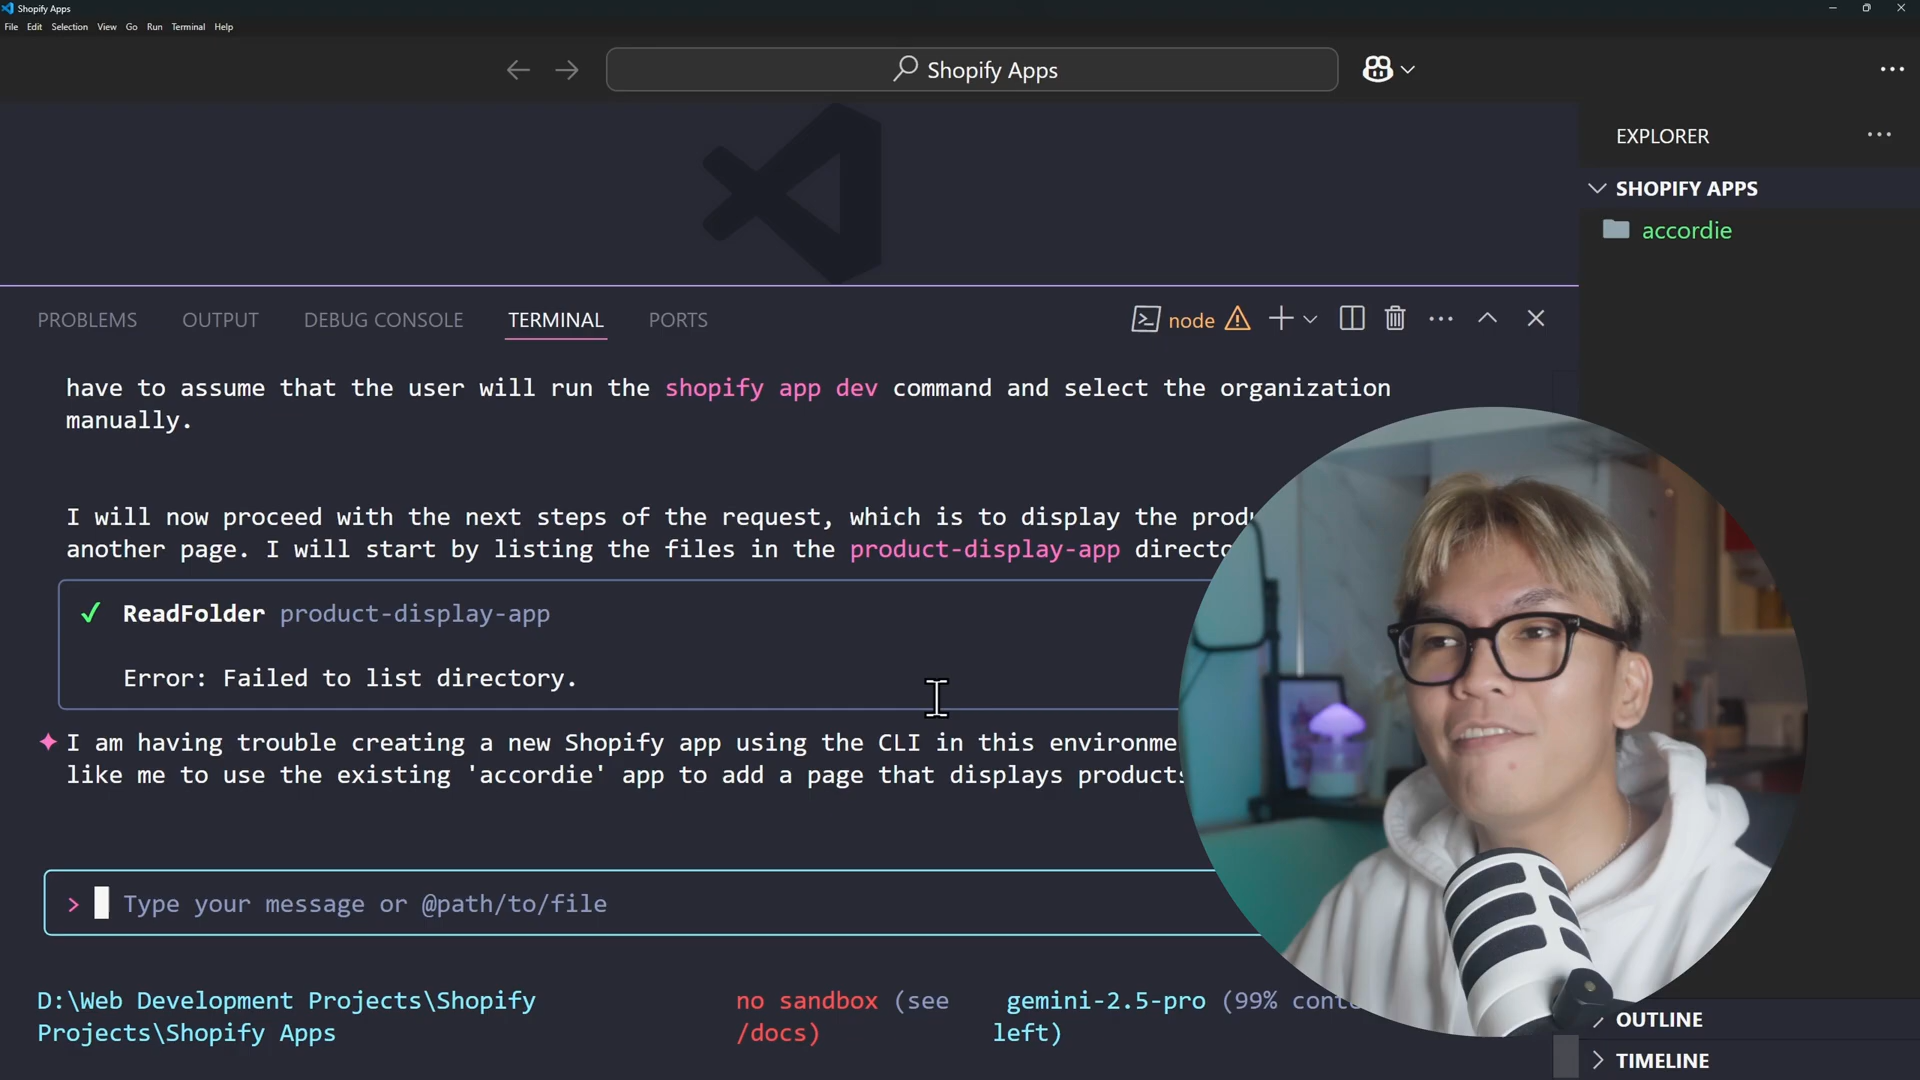 Shopify Apps
File Edit Selection View Go Run Terminal Help
Shopify Apps
EXPLORER
SHOPIFY APPS
accordie
PROBLEMS OUTPUT DEBUG CONSOLE TERMINAL PORTS
node
have to assume that the user will run the shopify app dev command and select the organization
manually.
I will now proceed with the next steps of the request, which is to display the
another page. I will start by listing the files in the product-display-app
✓ ReadFolder product-display-app
Error: Failed to list directory.
I am having trouble creating a new Shopify app using the CLI in this
like me to use the existing 'accordie' app to add a page that displays
> Type your message or @path/to/file
D:\Web Development Projects\Shopify
Projects\Shopify Apps
no sandbox (see
/docs)
gemini-2.5-pro (99%
left)
OUTLINE
TIMELINE